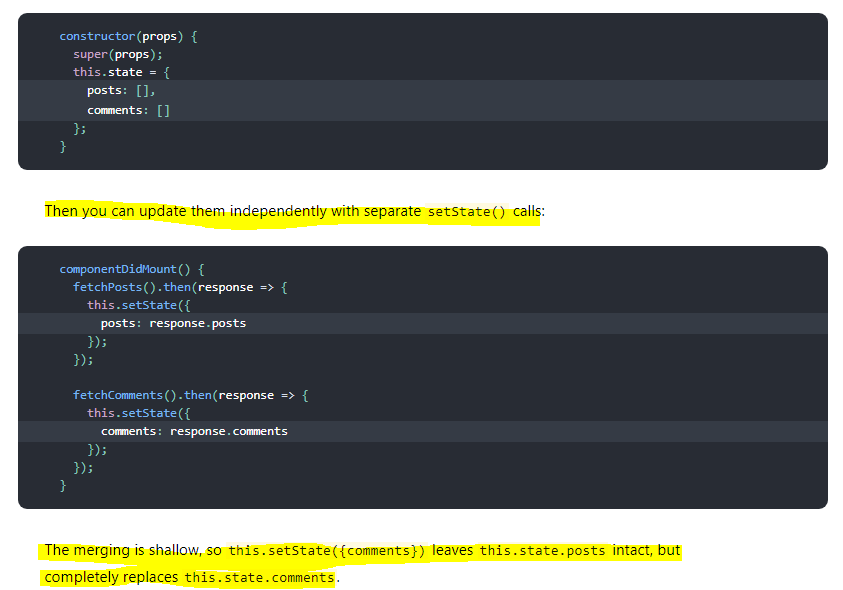 constructor(props) {
super(props);
this.state = {
posts: [],
comments: []
};
}
Then you can update them independently with separate setState() calls:
componentDidMount() {
fetchPosts().then(response => {
this.setState({
posts: response.posts
});
});
fetchComments().then(response => {
this.setState({
comments: response.comments
});
});
}
The merging is shallow, so this.setState({comments}) leaves this.state.posts intact, but
completely replaces this.state.comments.